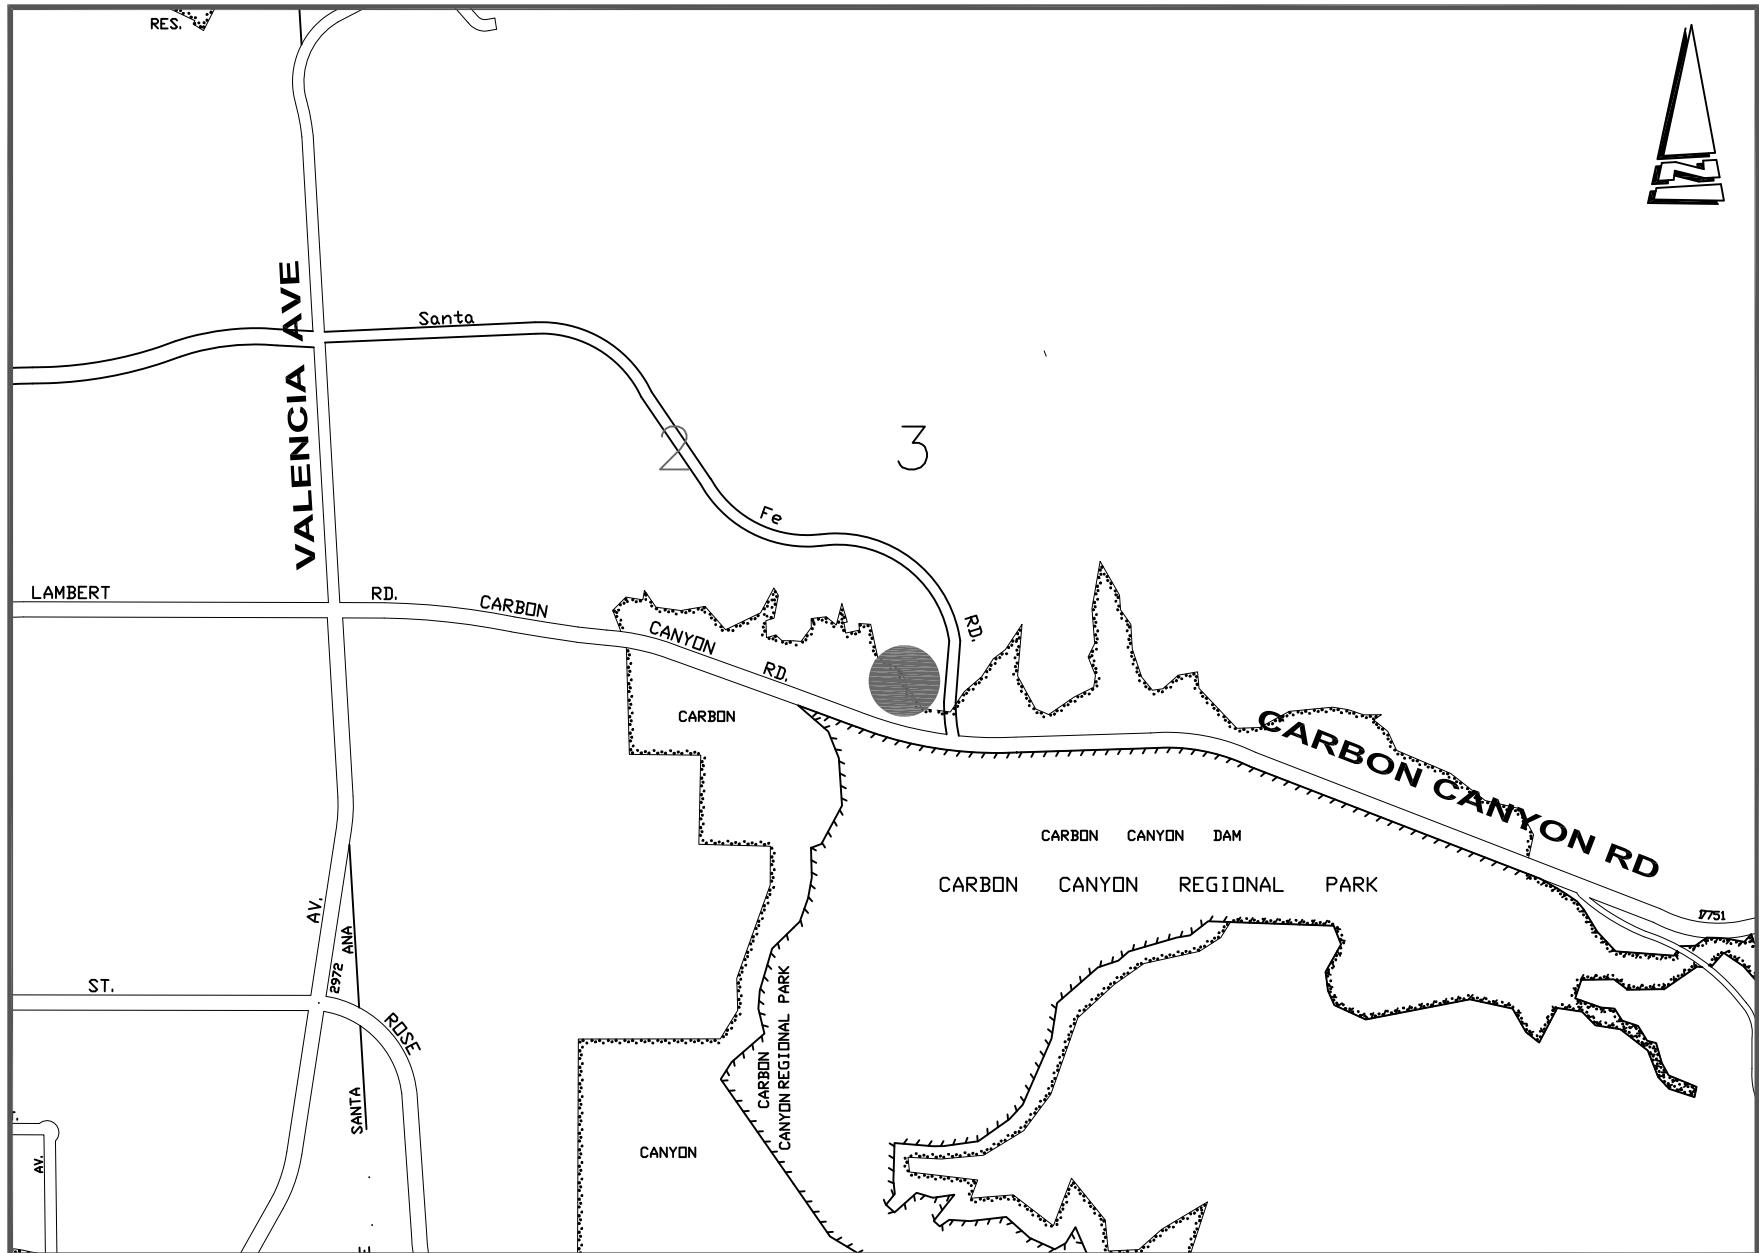 RES.
N
VALENCIA AVE
Santa
2
3
Fe
RD.
LAMBERT RD. CARBON CANYON RD.
CARBON
CARBON CANYON RD
CARBON CANYON DAM
CARBON CANYON REGIONAL PARK
AV.
2972
SANTA ANA
ST.
ROSE
CARBON
CANYON REGIONAL PARK
CANYON
AV.